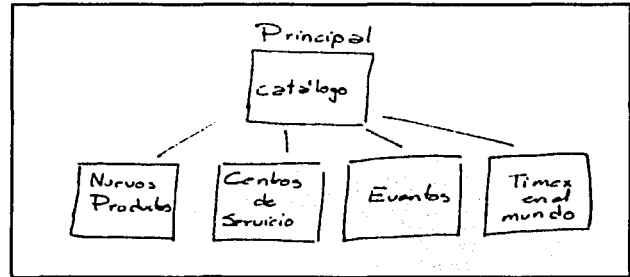 Principal
catálogo
Nuevos
Productos
Centros
de
Servicio
Eventos
Timex
en el
mundo